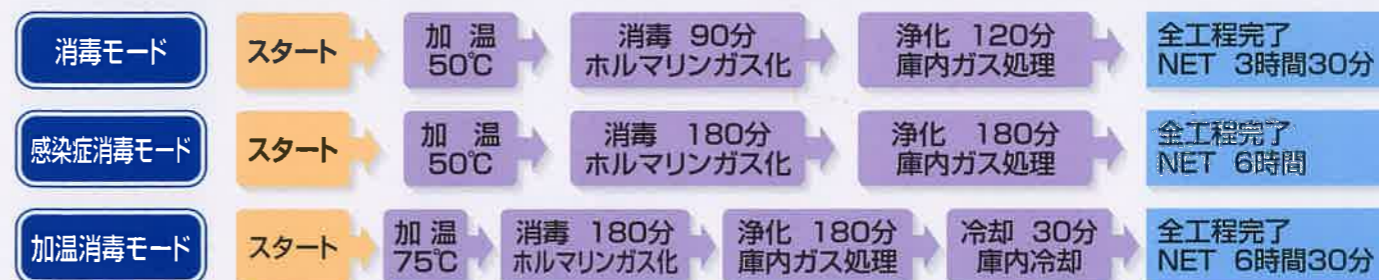 消毒モード
スタート
加 温
50℃
消毒 90分
ホルマリンガス化
浄化 120分
庫内ガス処理
全工程完了
NET 3時間30分
感染症消毒モード
スタート
加 温
50℃
消毒 180分
ホルマリンガス化
浄化 180分
庫内ガス処理
全工程完了
NET 6時間
加温消毒モード
スタート
加 温
75℃
消毒 180分
ホルマリンガス化
浄化 180分
庫内ガス処理
冷却 30分
庫内冷却
全工程完了
NET 6時間30分